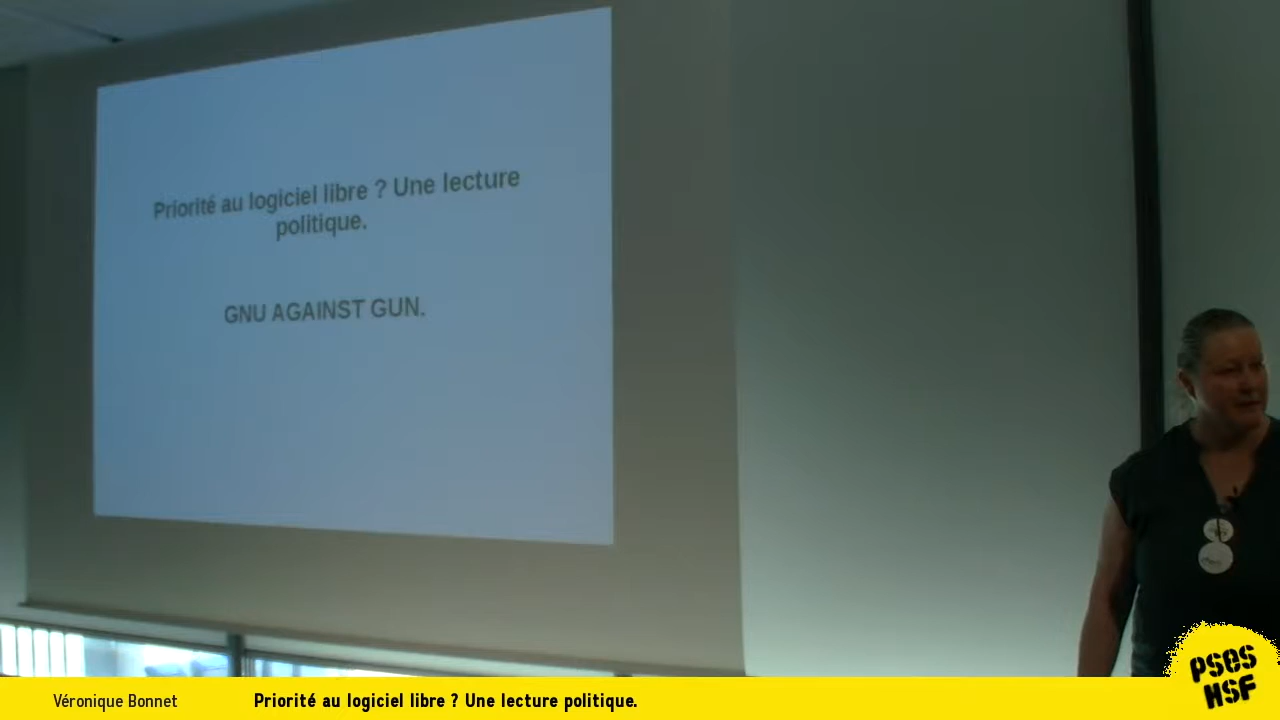 Priorité au logiciel libre ? Une lecture
politique.
GNU AGAINST GUN.
Véronique Bonnet
Priorité au logiciel libre ? Une lecture politique.
PSES
HSF